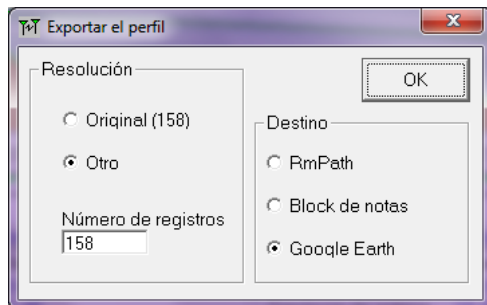 Exportar el perfil
Resolución
Original (158)
Otro
Número de registros
158
OK
Destino
RmPath
Block de notas
Google Earth